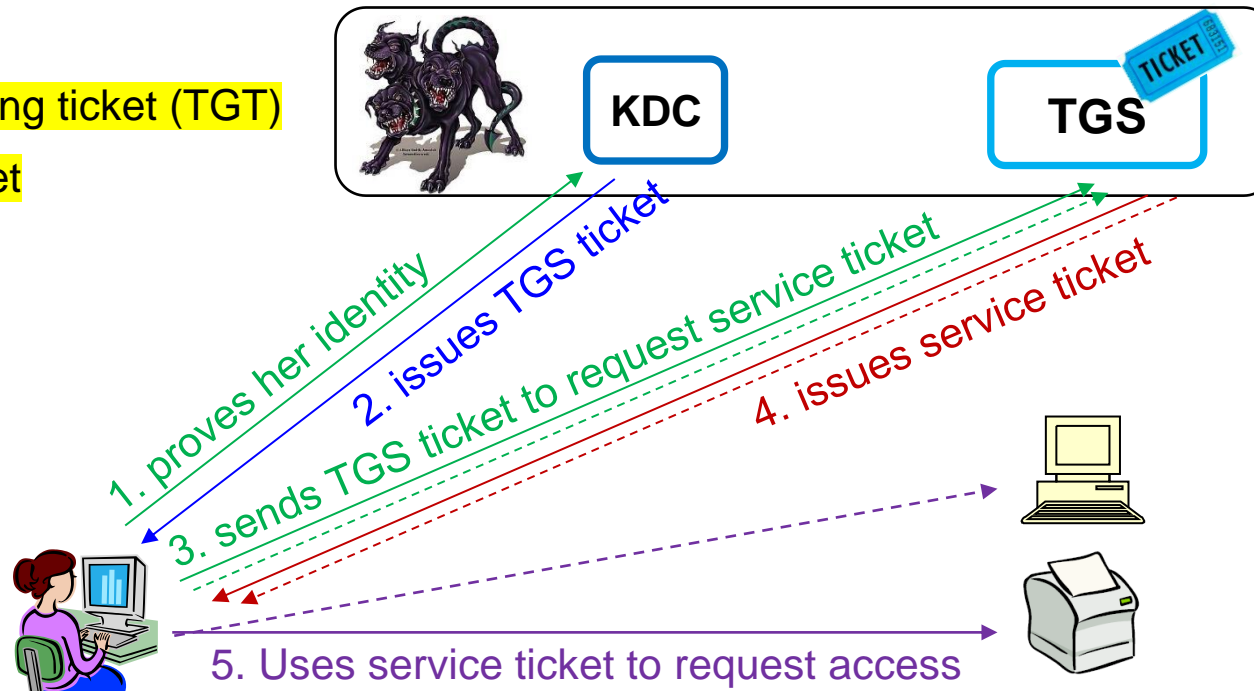 ng ticket (TGT)
et
KDC
TGS
TICKET
683151
1. proves her identity
2. issues TGS ticket
3. sends TGS ticket to request service ticket
4. issues service ticket
5. Uses service ticket to request access